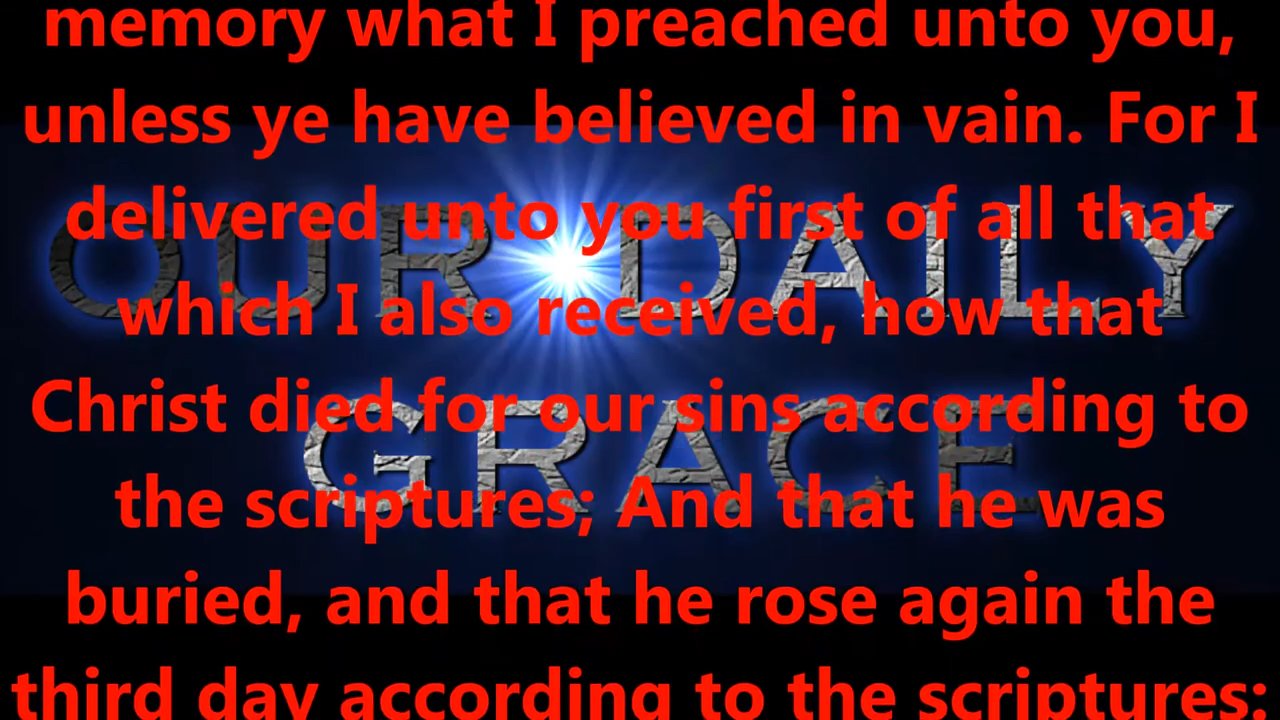 memory what I preached unto you,
unless ye have believed in vain. For I
delivered unto you first of all that
which I also received, how that
Christ died for our sins according to
the scriptures; And that he was
buried, and that he rose again the
third day according to the scriptures:
OUR DAILY
GRACE